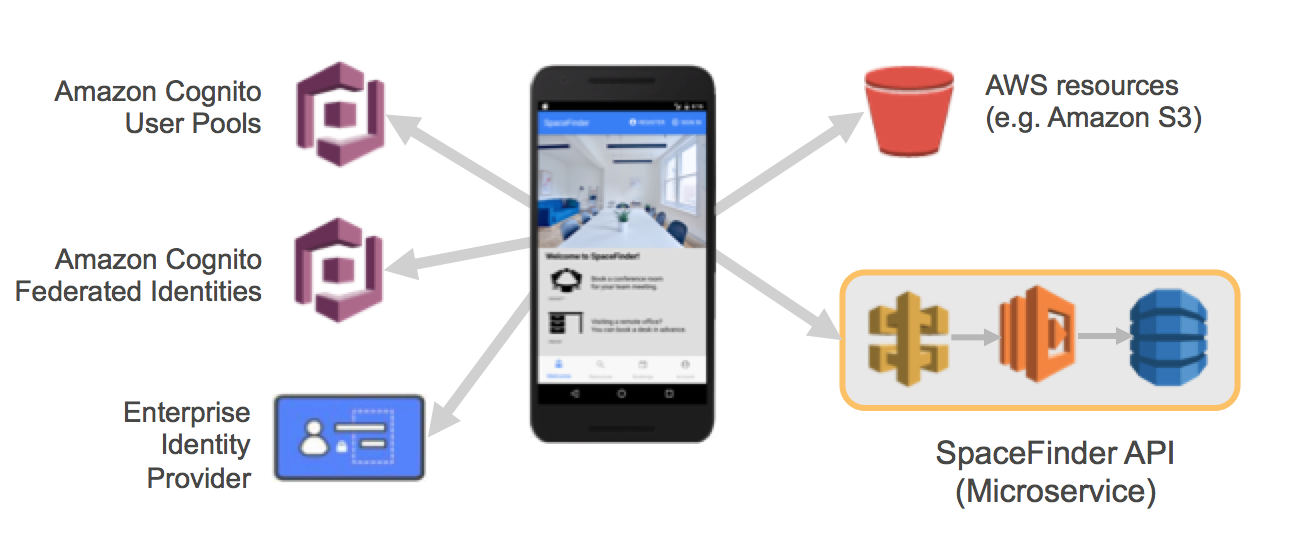 Amazon Cognito
User Pools
Amazon Cognito
Federated Identities
Enterprise
Identity
Provider
SpaceFinder
REGISTER
SIGN IN
Welcome to SpaceFinder!
Book a conference room
for your team meeting.
Visiting a remote office?
You can book a desk in advance.
Welcome
AWS resources
(e.g. Amazon S3)
SpaceFinder API
(Microservice)